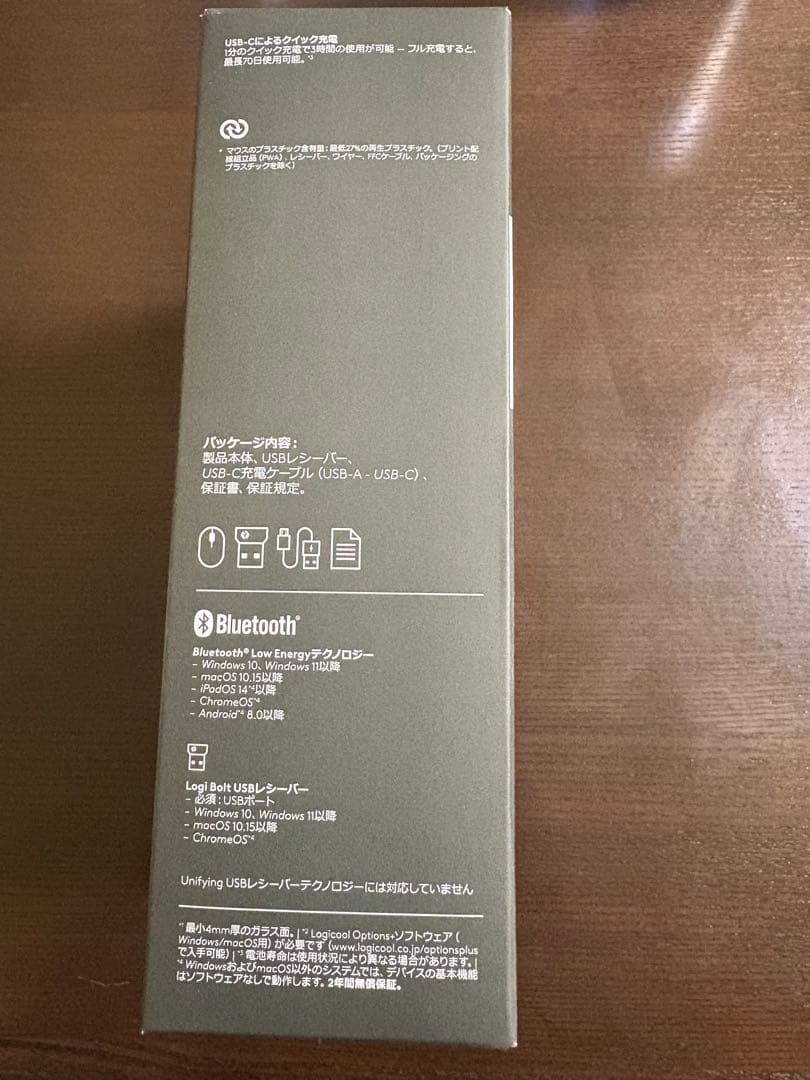 USB-Cによるクイック充電
1分のクイック充電で3時間の使用が可能 – フル充電すると、
最長70日使用可能。*3
* マウスのプラスチック含有量：最低27%の再生プラスチック。（プリント配
線組立品（PWA）、レシーバー、ワイヤー、FFCケーブル、パッケージングの
プラスチックを除く）
パッケージ内容：
製品本体、USBレシーバー、
USB-C充電ケーブル（USB-A - USB-C）、
保証書、保証規定。
Bluetooth®
Bluetooth® Low Energyテクノロジー
- Windows 10、Windows 11以降
- macOS 10.15以降
- iPadOS 14*4以降
- ChromeOS*4
- Android*4 8.0以降
Logi Bolt USBレシーバー
- 必須：USBポート
- Windows 10、Windows 11以降
- macOS 10.15以降
- ChromeOS*4
Unifying USBレシーバーテクノロジーには対応していません
*1 最小4mm厚のガラス面。| *2 Logicool Options+ソフトウェア（
Windows/macOS用）が必要です（www.logicool.co.jp/optionsplus
で入手可能）| *3 電池寿命は使用状況により異なる場合があります。|
*4 WindowsおよびmacOS以外のシステムでは、デバイスの基本機能
はソフトウェアなしで動作します。2年間無償保証。